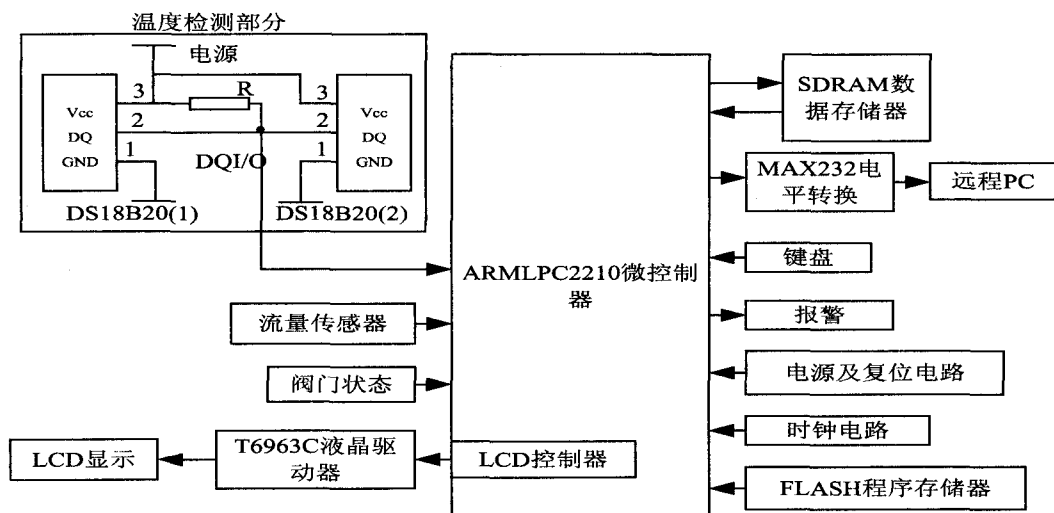 温度检测部分
电源
3
R
3
Vcc
DQ
GND
2
1
DQI/O
2
1
Vcc
DQ
GND
DS18B20(1)
DS18B20(2)
流量传感器
阀门状态
LCD显示
T6963C液晶驱
动器
LCD控制器
ARMLPC2210微控制
器
SDRAM数
据存储器
MAX232电
平转换
远程PC
键盘
报警
电源及复位电路
时钟电路
FLASH程序存储器